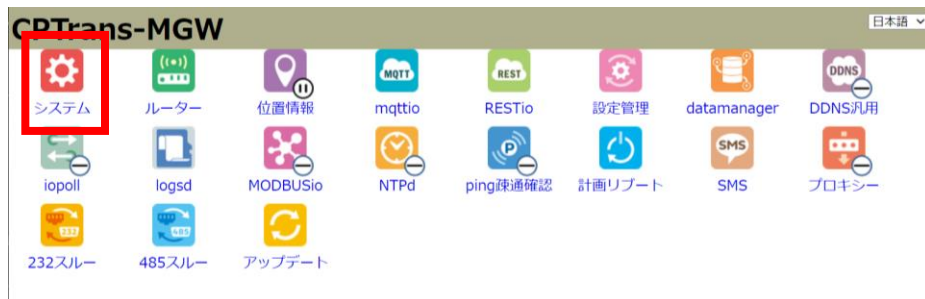 CPTrans-MGW
日本語
MQTT REST DDNS
システム ルーター 位置情報 mqttio RESTio 設定管理 datamanager DDNS汎用
P SMS
iopoll logsd MODBUSio NTPd ping疎通確認 計画リブート SMS プロキシー
232 485
232スルー 485スルー アップデート